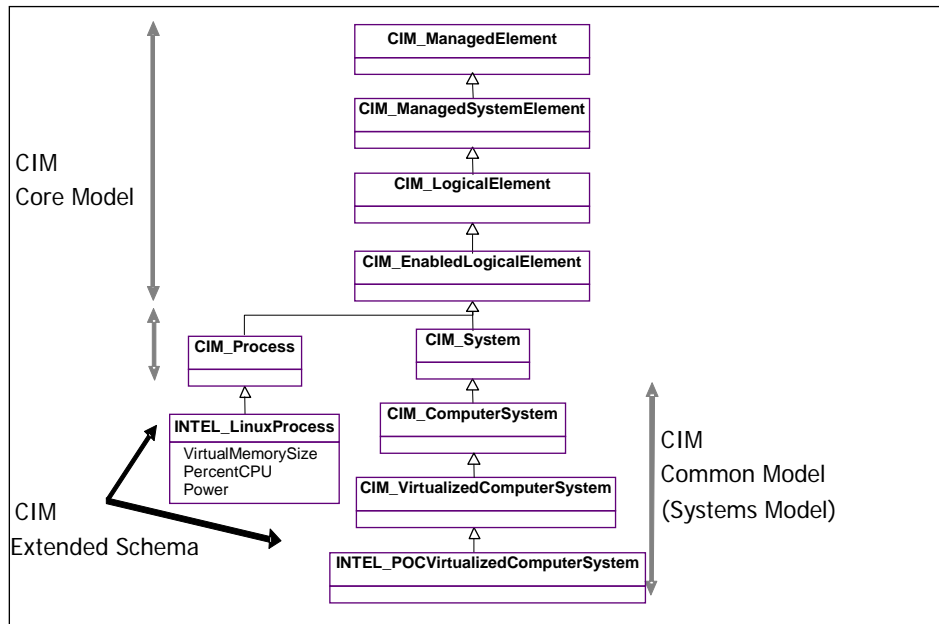 CIM_ManagedElement
CIM_ManagedSystemElement
CIM
Core Model
CIM_LogicalElement
CIM_EnabledLogicalElement
CIM_Process
CIM_System
INTEL_LinuxProcess
VirtualMemorySize
PercentCPU
Power
CIM_ComputerSystem
CIM
Common Model
(Systems Model)
CIM_VirtualizedComputerSystem
CIM
Extended Schema
INTEL_POCVirtualizedComputerSystem